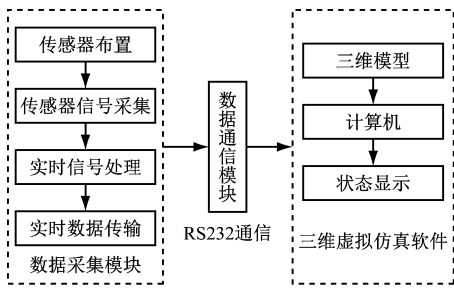 传感器布置
传感器信号采集
实时信号处理
实时数据传输
数据采集模块
数据通信模块
RS232通信
三维模型
计算机
状态显示
三维虚拟仿真软件